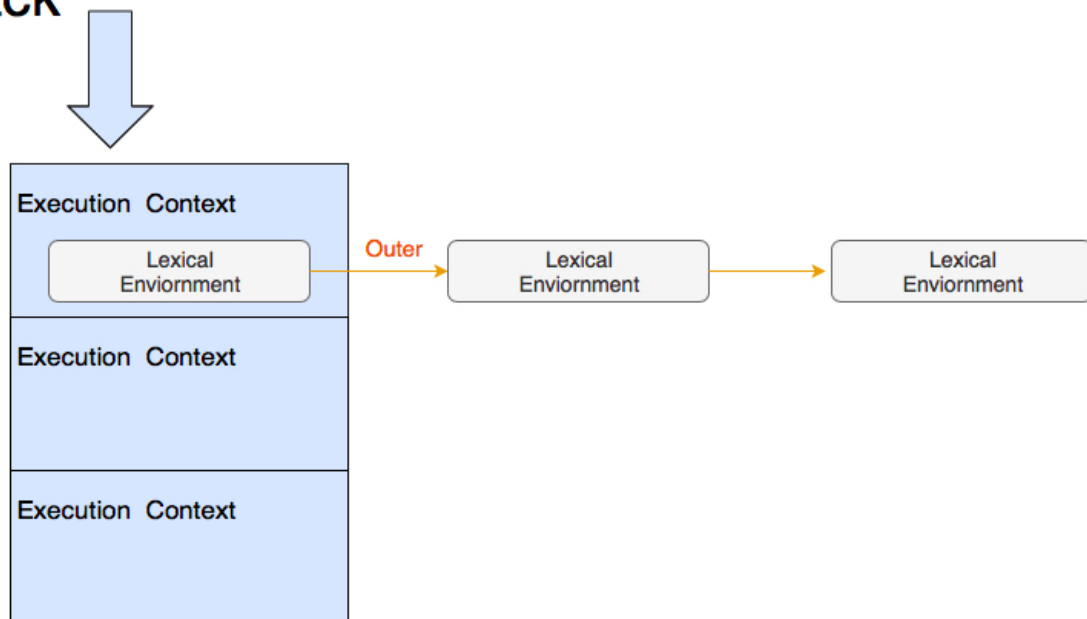 Execution Context
Lexical
Enviornment
Outer
Lexical
Enviornment
Lexical
Enviornment
Execution Context
Execution Context